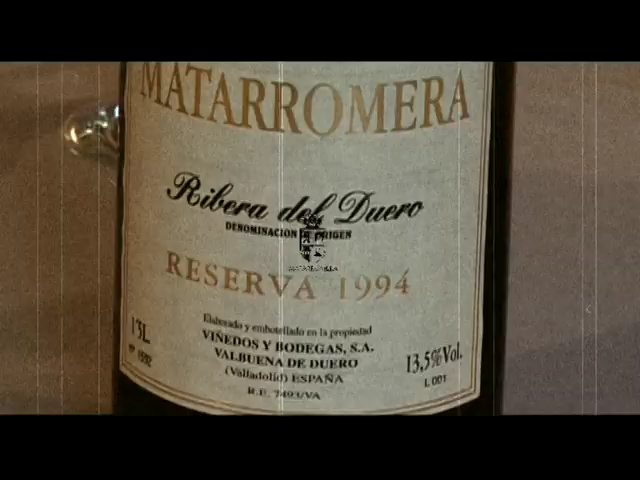 MATARROMERA
Ribera del Duero
DENOMINACION DE ORIGEN
RESERVA 1994
Elaborado y embotellado en la propiedad
VIÑEDOS Y BODEGAS, S.A.
VALBUENA DE DUERO
(Valladolid) ESPAÑA
R.E. 7493/VA
13,5%Vol.
L 001